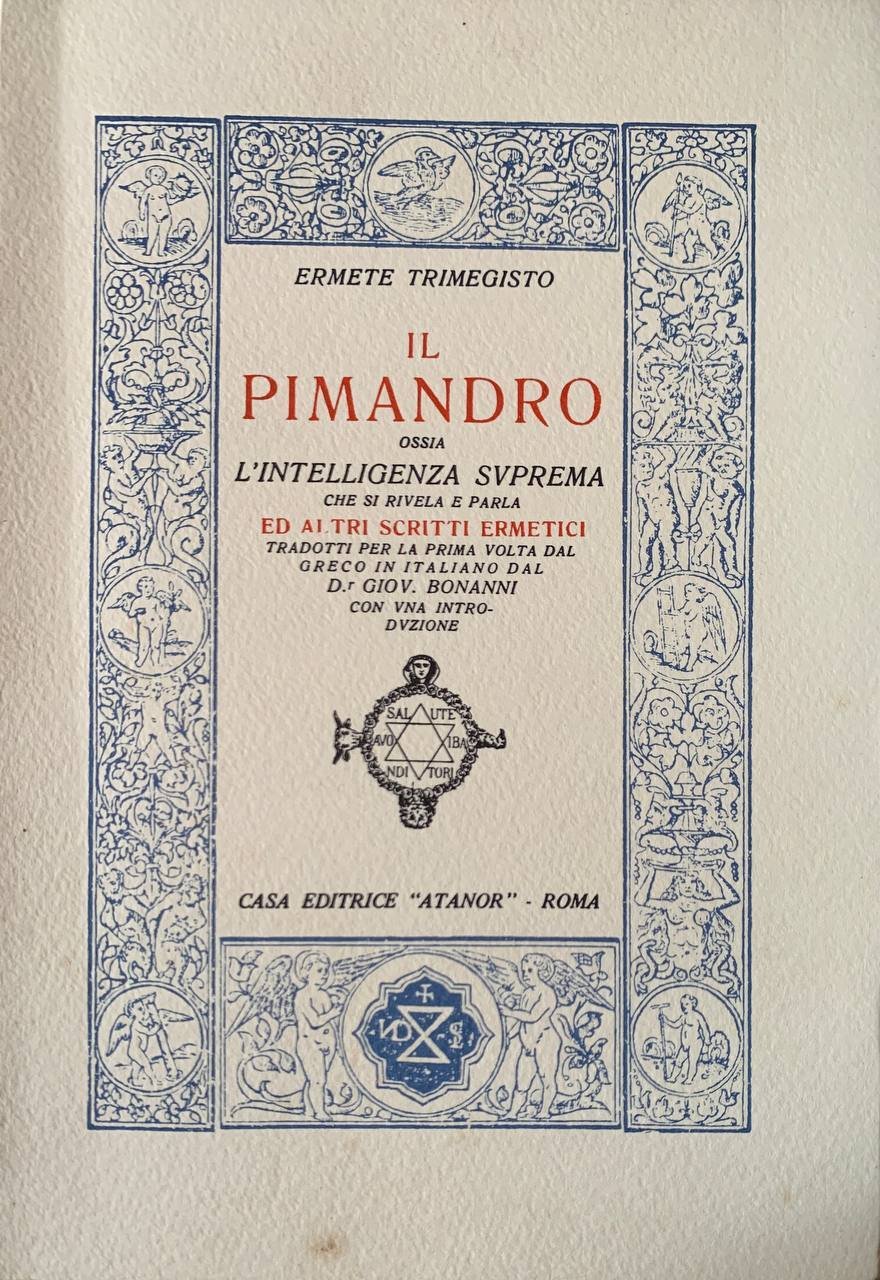 ERMETE TRIMEGISTO
IL
PIMANDRO
OSSIA
L'INTELLIGENZA SVPREMA
CHE SI RIVELA E PARLA
ED ALTRI SCRITTI ERMETICI
TRADOTTI PER LA PRIMA VOLTA DAL
GRECO IN ITALIANO DAL
D.r GIOV. BONANNI
CON VNA INTRO-
DVZIONE
SAL UTE
AVO IBA
NDI TORI
CASA EDITRICE "ATANOR" - ROMA